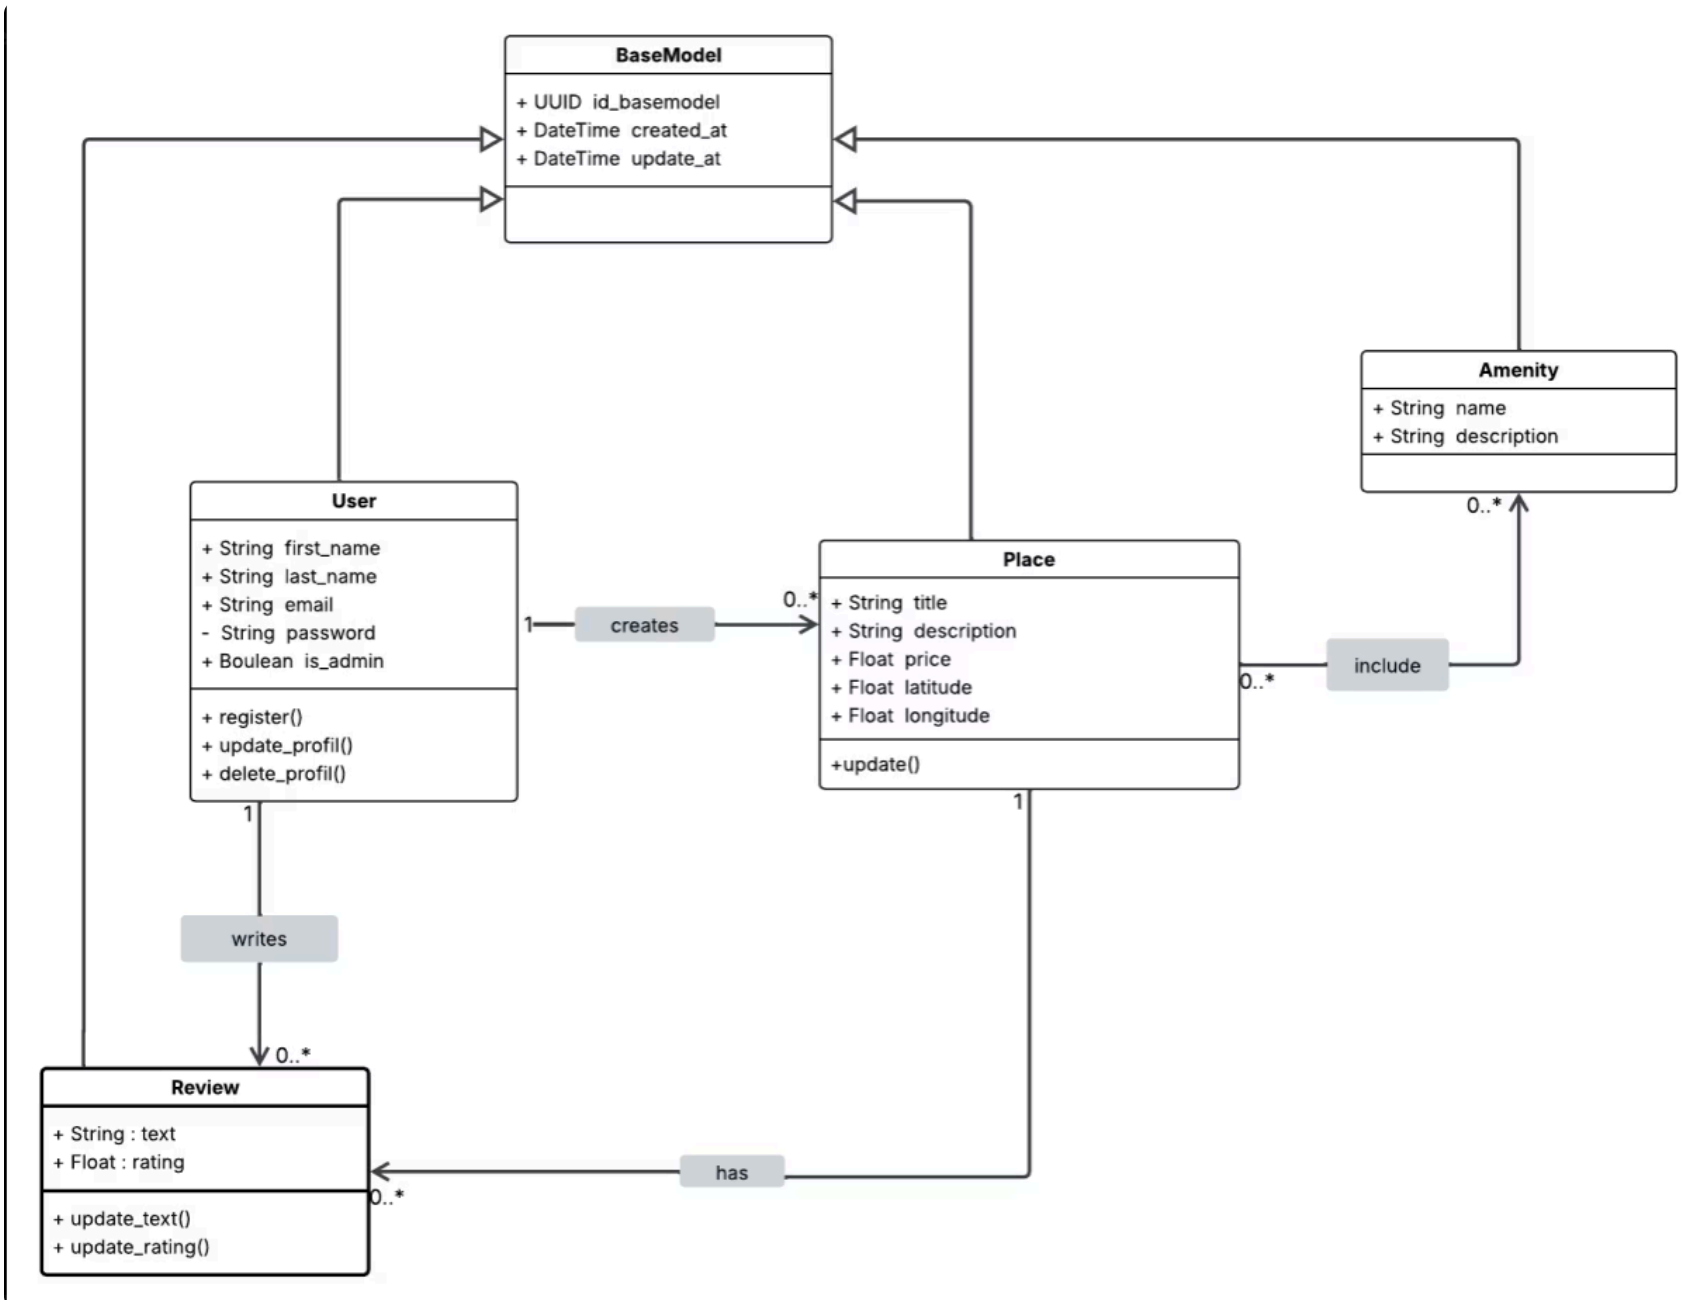 BaseModel
+ UUID id_basemodel
+ DateTime created_at
+ DateTime update_at
Amenity
+ String name
+ String description
0..*
User
+ String first_name
+ String last_name
+ String email
- String password
+ Boulean is_admin
+ register()
+ update_profil()
+ delete_profil()
1
creates
0..*
Place
+ String title
+ String description
+ Float price
+ Float latitude
+ Float longitude
+update()
0..*
include
1
writes
0..*
1
has
0..*
Review
+ String : text
+ Float : rating
+ update_text()
+ update_rating()